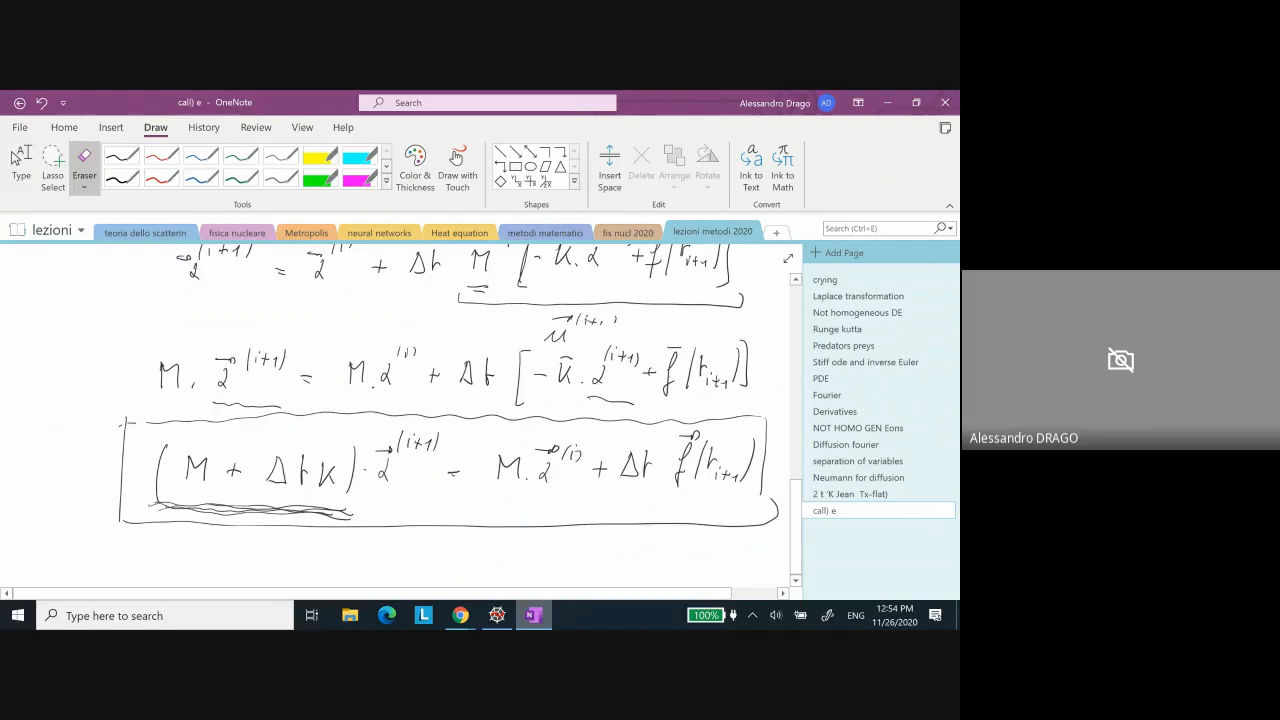 call) e - OneNote
Search
Alessandro Drago
AD
File Home Insert Draw History Review View Help
Type
Lasso Select
Eraser
Color & Thickness
Draw with Touch
Insert Space
Delete
Arrange
Rotate
Ink to Text
Ink to Math
Tools
Shapes
Edit
Convert
lezioni
teoria dello scatterin
fisica nucleare
Metropolis
neural networks
Heat equation
metodi matematici
fis nucl 2020
lezioni metodi 2020
Search (Ctrl+E)
Add Page
crying
Laplace transformation
Not homogeneous DE
Runge kutta
Predators preys
Stiff ode and inverse Euler
PDE
Fourier
Derivatives
NOT HOMO GEN Eons
Diffusion fourier
separation of variables
Neumann for diffusion
2 t 'K Jean Tx-flat)
call) e
(M + Δt K) · α^(i+1) = M · α^(i) + Δt f(t_i+1)
Alessandro DRAGO
Type here to search
100%
ENG
12:54 PM
11/26/2020